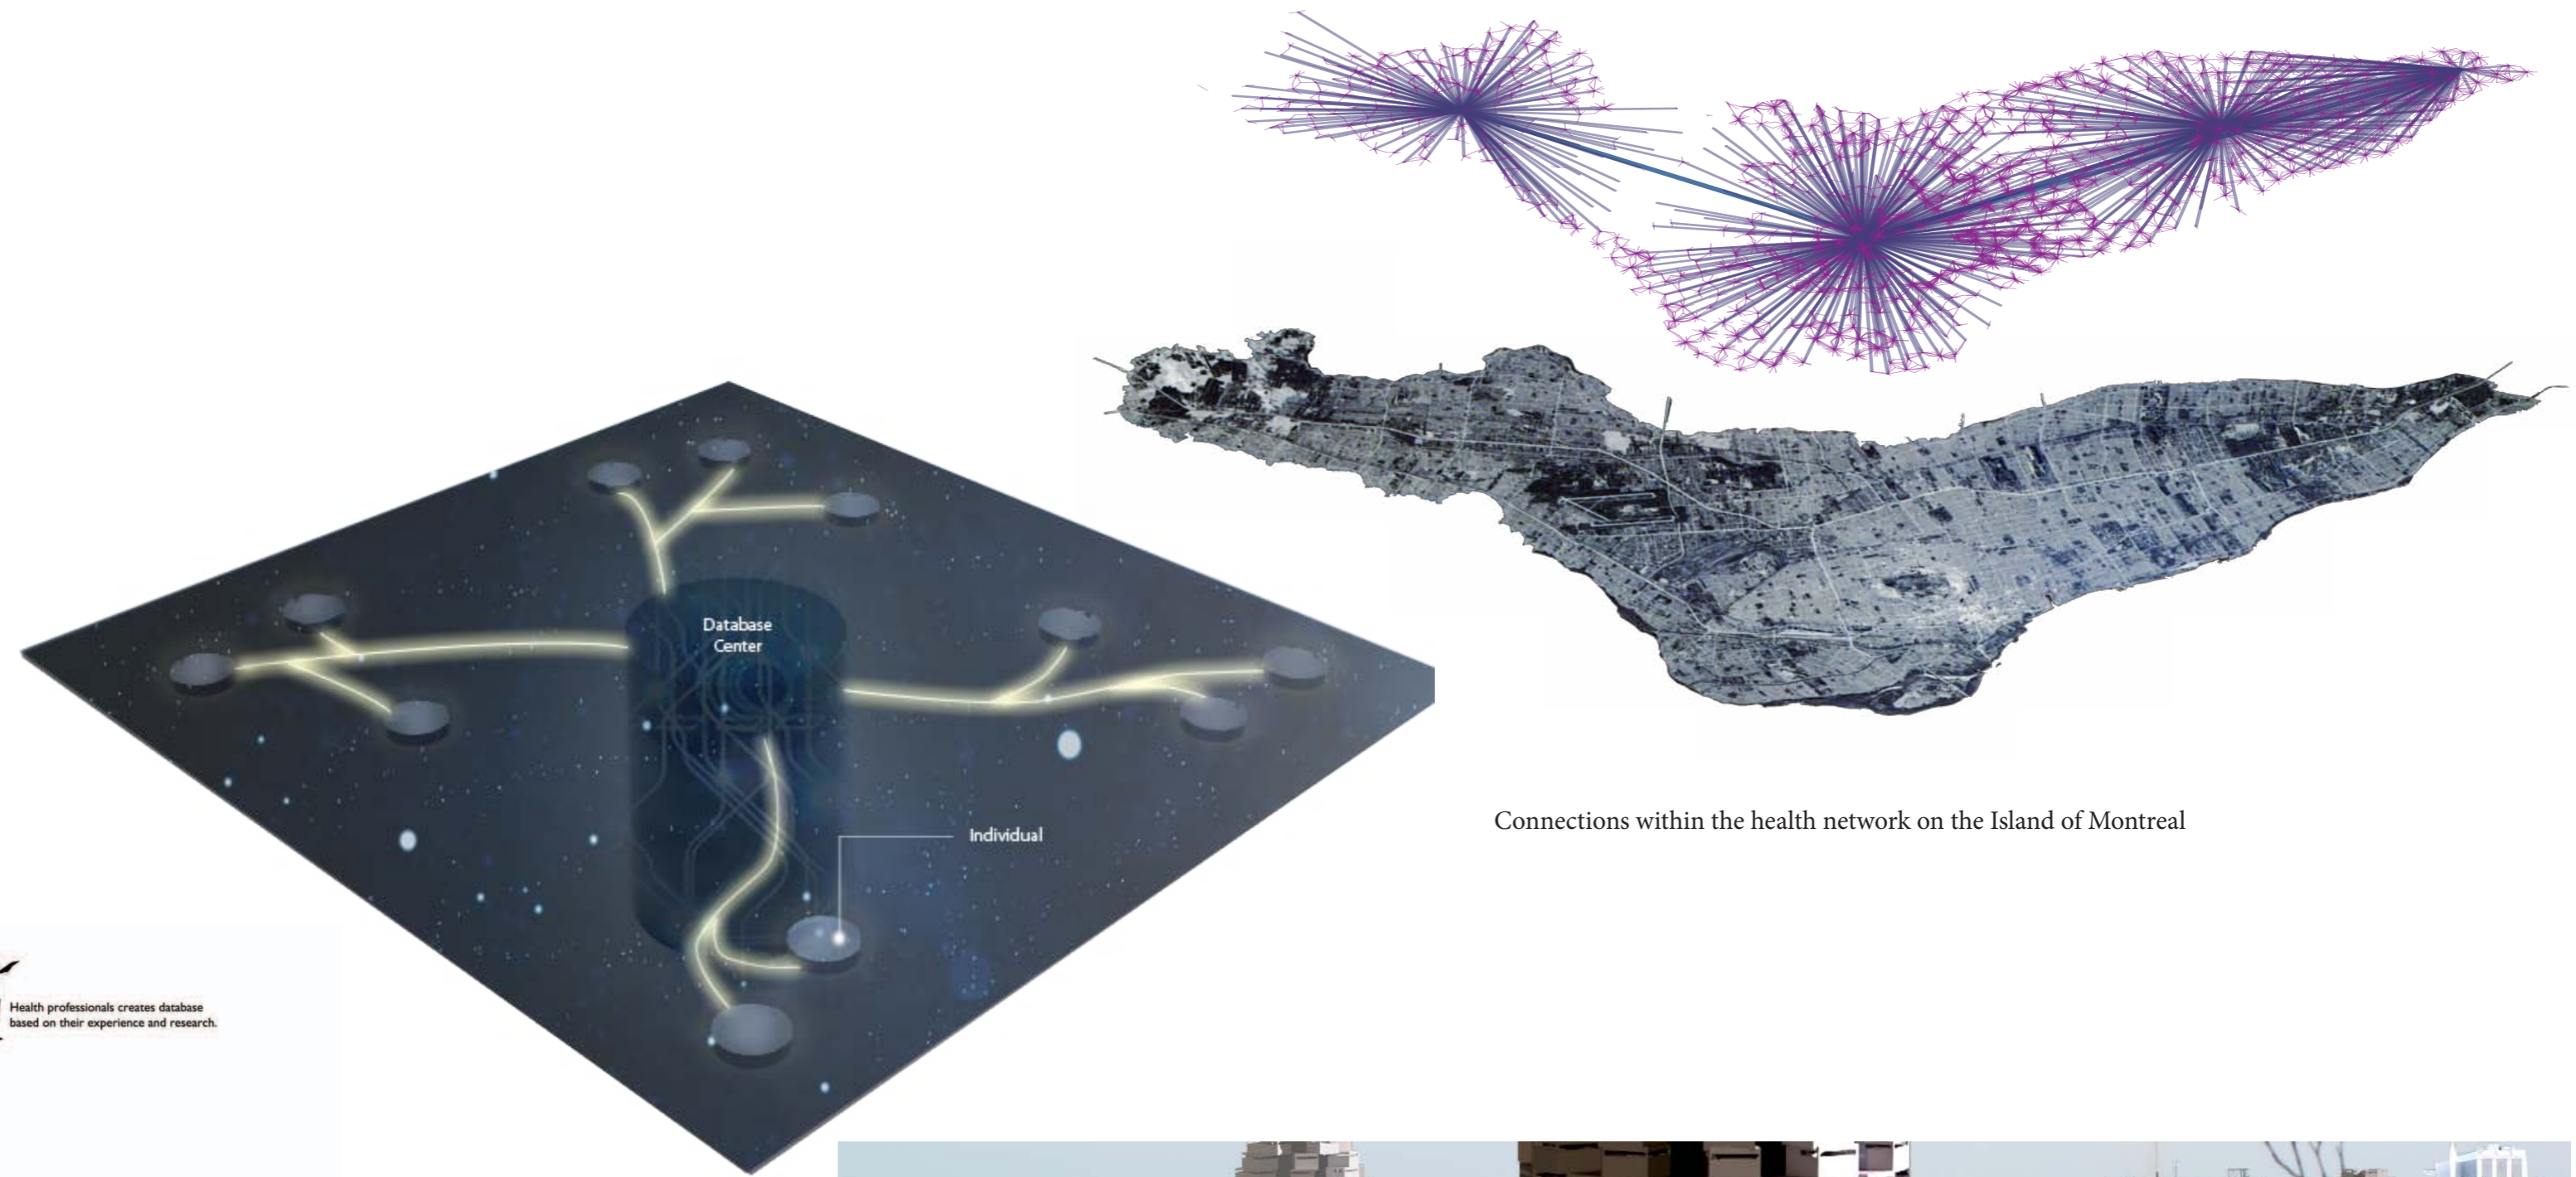 Database
Center
Individual
Connections within the health network on the Island of Montreal
Health professionals creates database
based on their experience and research.